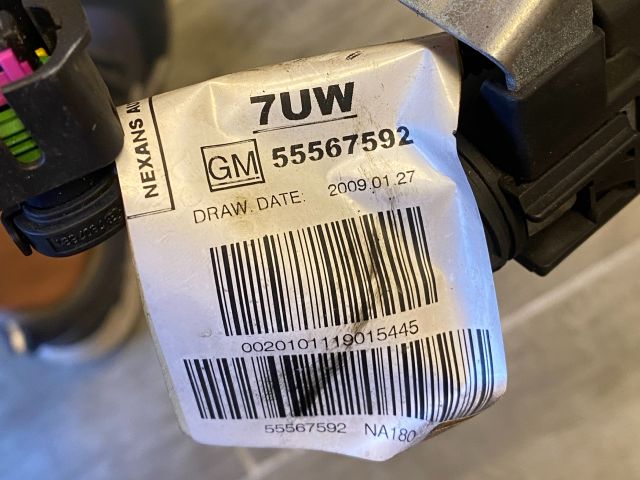 7UW
NEXANS
GM 55567592
DRAW. DATE: 2009.01.27
0020101119015445
55567592 NA180